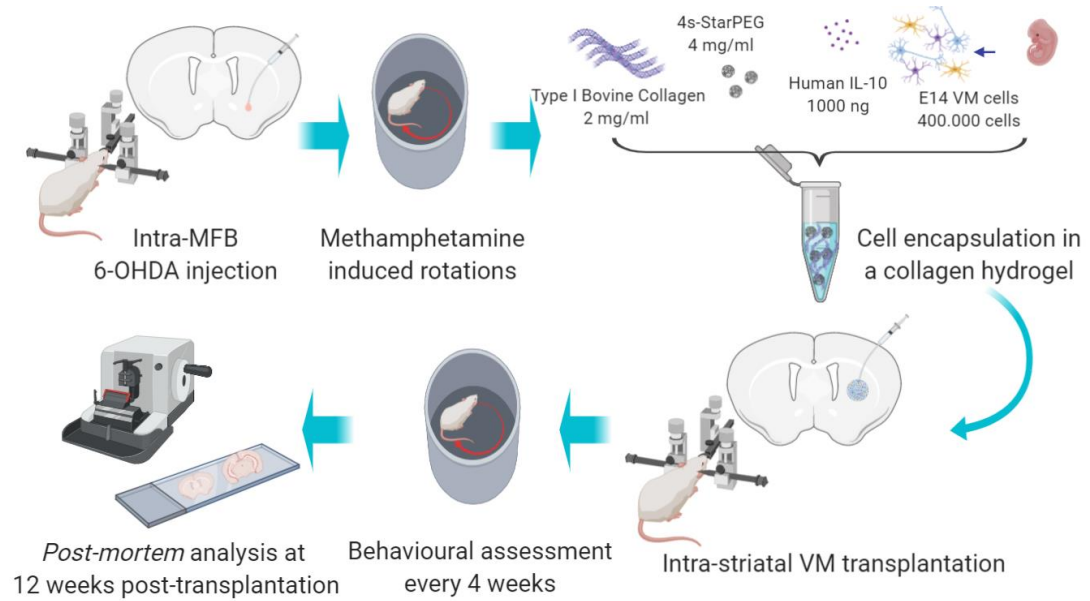 Intra-MFB
6-OHDA injection
Methamphetamine
induced rotations
Type I Bovine Collagen
2 mg/ml
4s-StarPEG
4 mg/ml
Human IL-10
1000 ng
E14 VM cells
400.000 cells
Cell encapsulation in
a collagen hydrogel
Intra-striatal VM transplantation
Behavioural assessment
every 4 weeks
Post-mortem analysis at
12 weeks post-transplantation